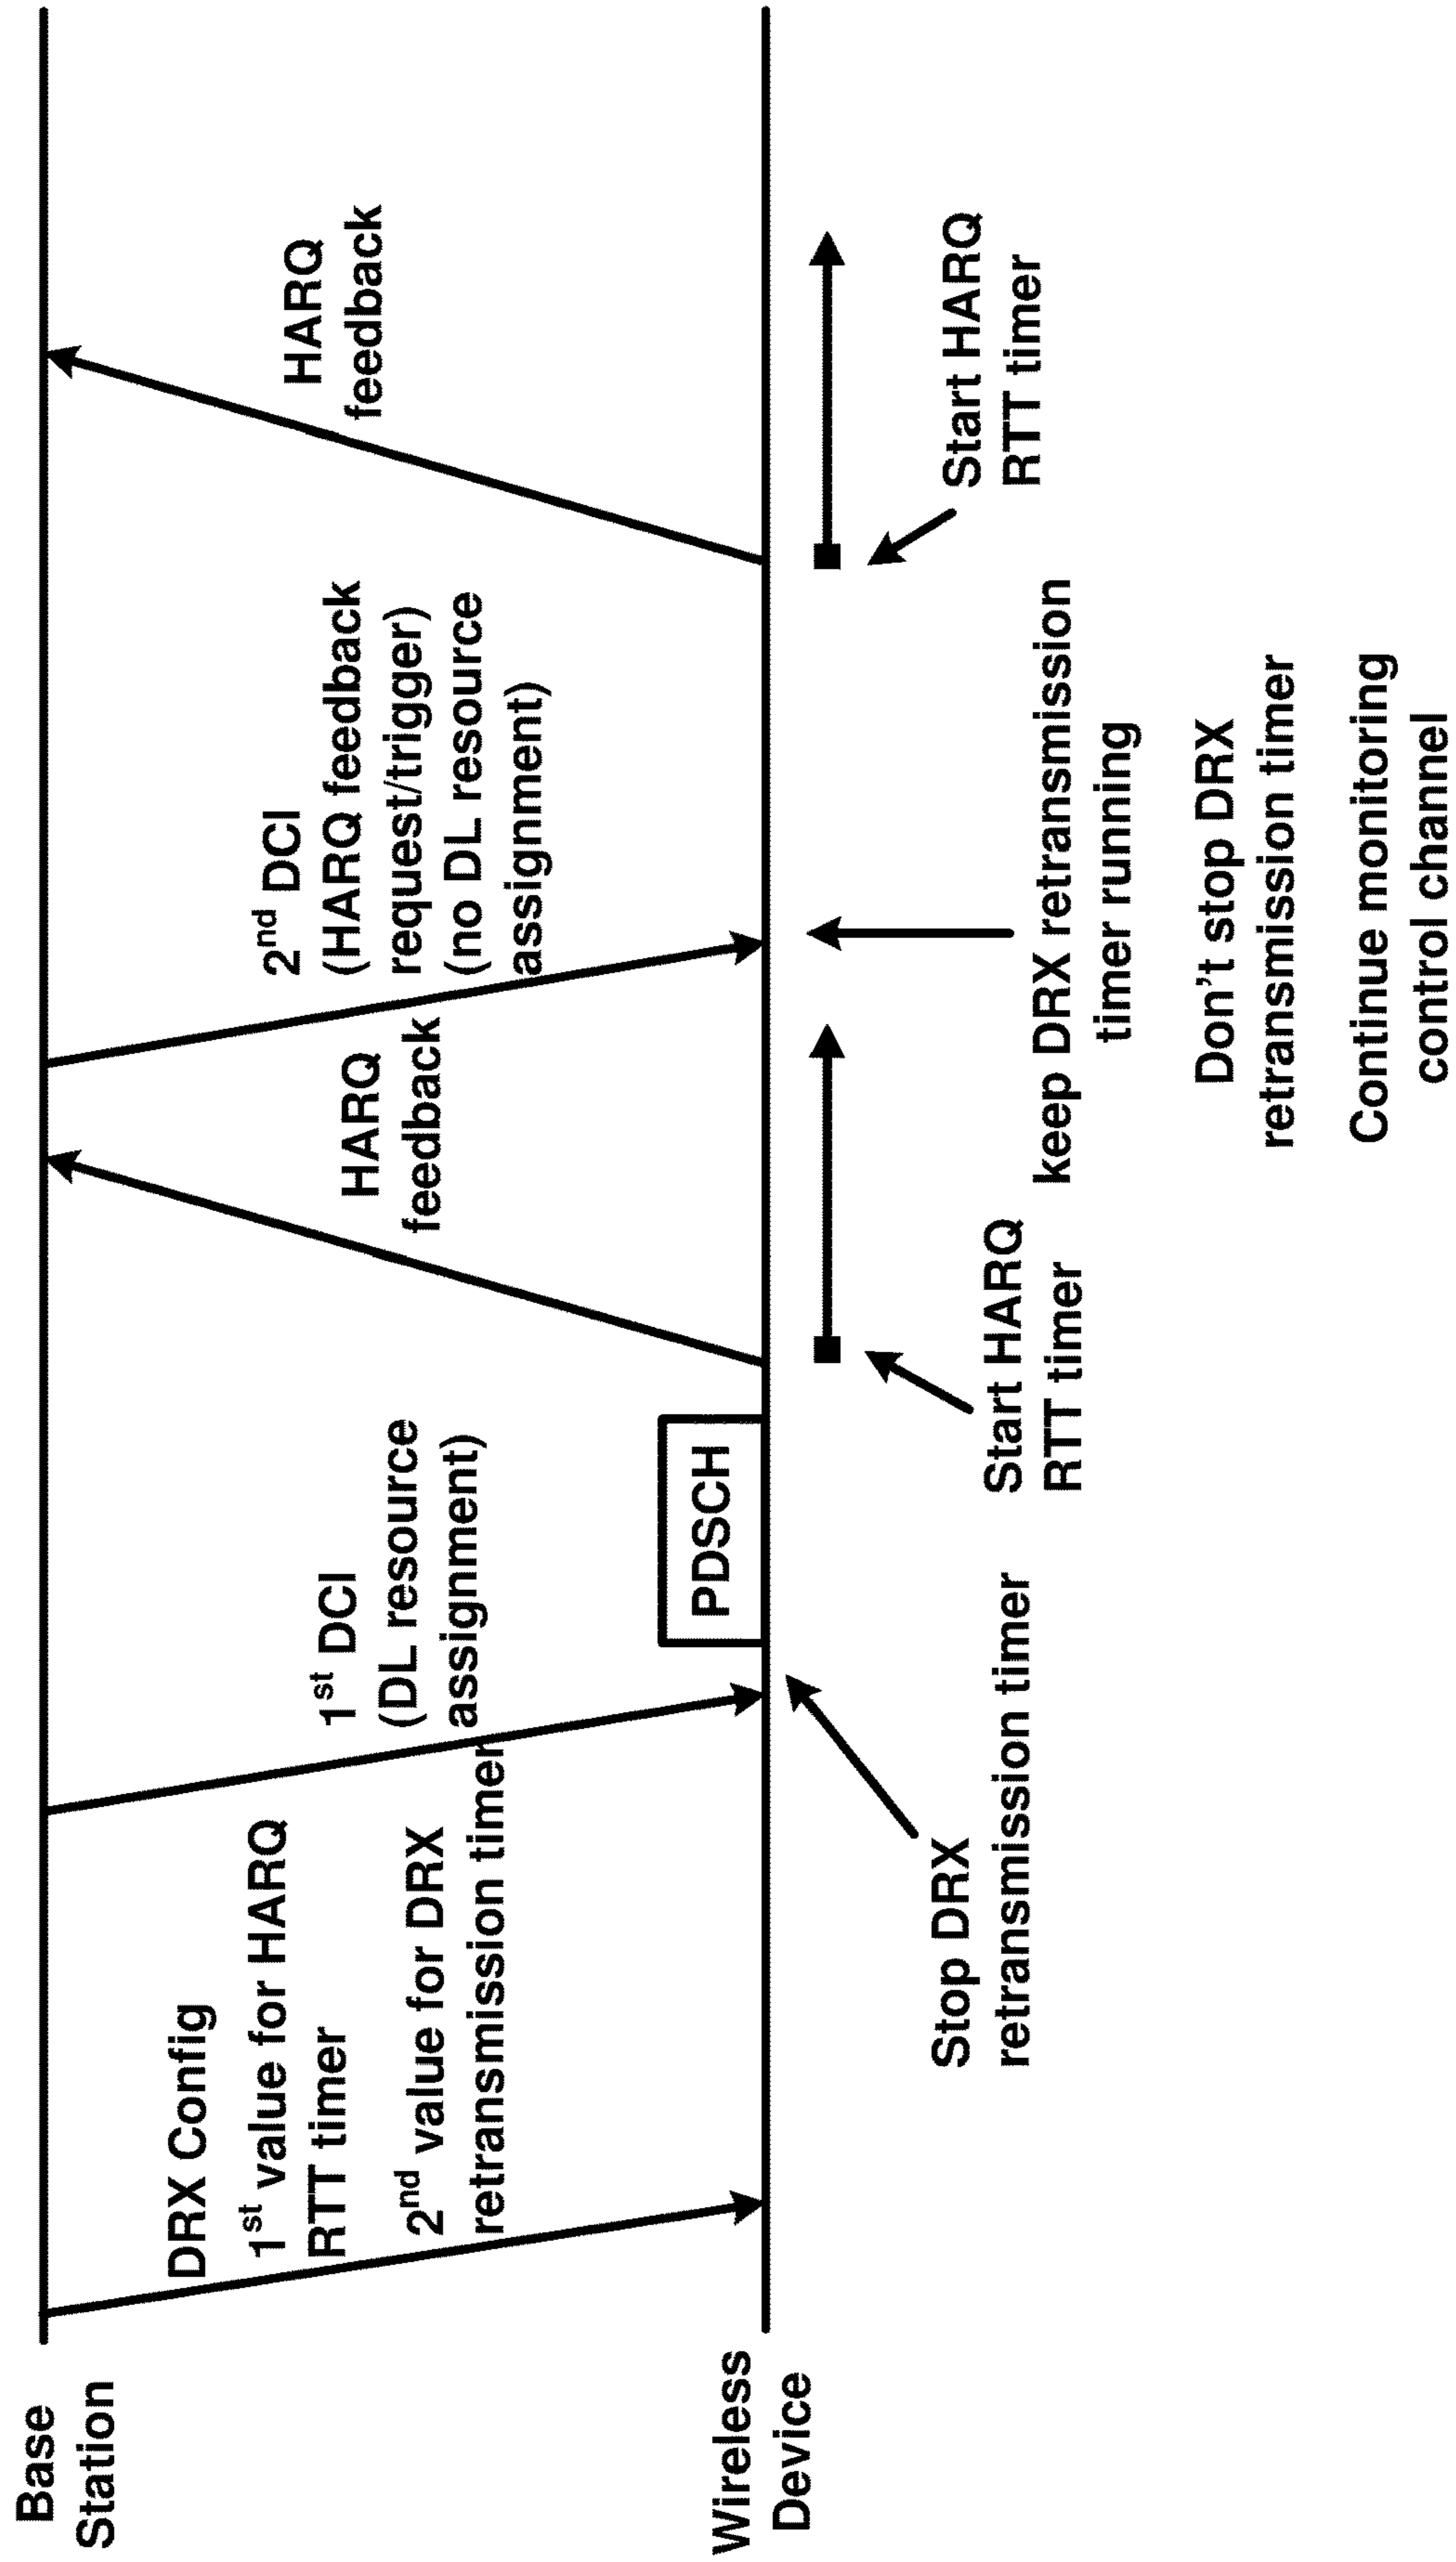 Base
Station
DRX Config
1st value for HARQ
RTT timer
2nd value for DRX
retransmission timer
1st DCI
(DL resource
assignment)
HARQ
feedback
2nd DCI
(HARQ feedback
request/trigger)
(no DL resource
assignment)
HARQ
feedback
PDSCH
Wireless
Device
Stop DRX
retransmission timer
Start HARQ
RTT timer
keep DRX retransmission
timer running
Don't stop DRX
retransmission timer
Continue monitoring
control channel
Start HARQ
RTT timer